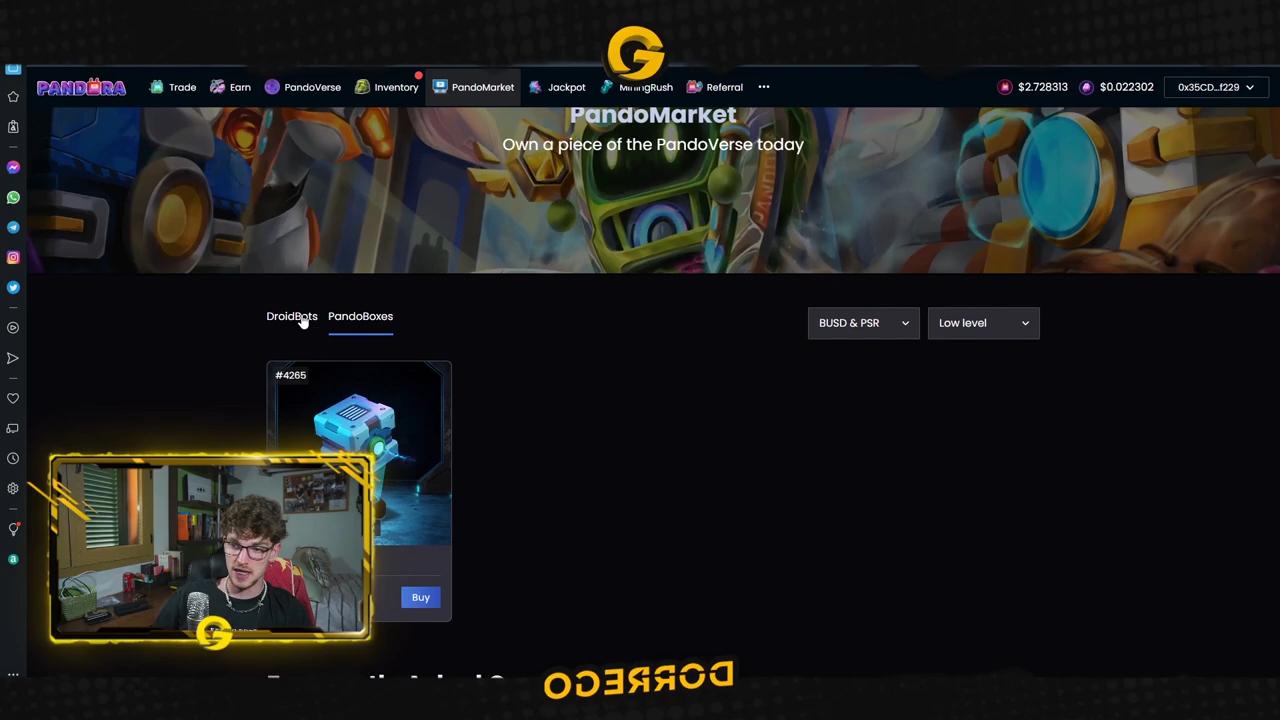 PANDORA
Trade
Earn
PandoVerse
Inventory
PandoMarket
Jackpot
MiningRush
Referral
$2.728313
$0.022302
0x35CD...f229
PandoMarket
Own a piece of the PandoVerse today
DroidBots
PandoBoxes
BUSD & PSR
Low level
#4265
Buy
DORREGO